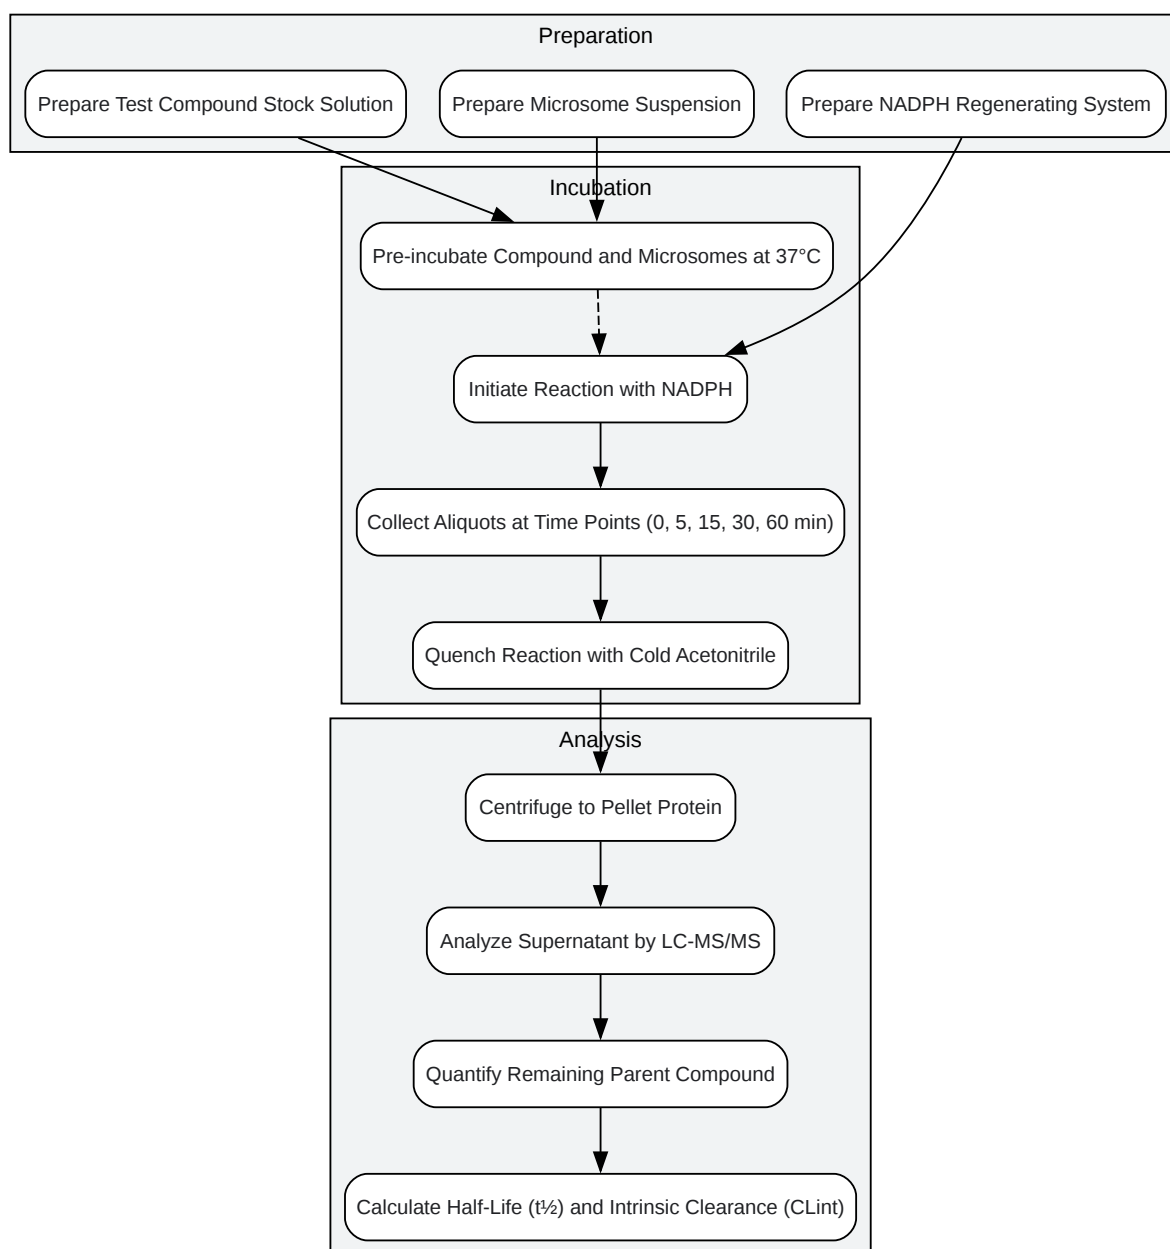 Preparation
Prepare Test Compound Stock Solution
Prepare Microsome Suspension
Prepare NADPH Regenerating System
Incubation
Pre-incubate Compound and Microsomes at 37°C
Initiate Reaction with NADPH
Collect Aliquots at Time Points (0, 5, 15, 30, 60 min)
Quench Reaction with Cold Acetonitrile
Analysis
Centrifuge to Pellet Protein
Analyze Supernatant by LC-MS/MS
Quantify Remaining Parent Compound
Calculate Half-Life (t½) and Intrinsic Clearance (CLint)